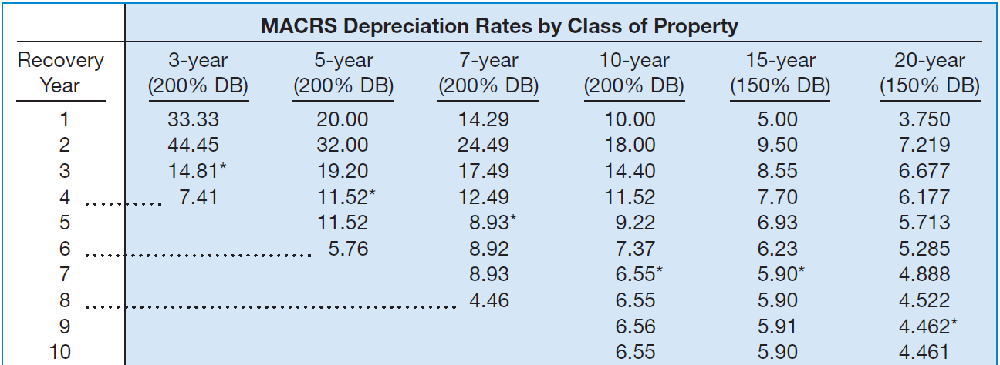 MACRS Depreciation Rates by Class of Property
Recovery Year 3-year (200% DB) 5-year (200% DB) 7-year (200% DB) 10-year (200% DB) 15-year (150% DB) 20-year (150% DB)
1 33.33 20.00 14.29 10.00 5.00 3.750
2 44.45 32.00 24.49 18.00 9.50 7.219
3 14.81* 19.20 17.49 14.40 8.55 6.677
4 .......... 7.41 11.52* 12.49 11.52 7.70 6.177
5 11.52 8.93* 9.22 6.93 5.713
6 .......... 5.76 8.92 7.37 6.23 5.285
7 8.93 6.55* 5.90* 4.888
8 .......... 4.46 6.55 5.90 4.522
9 6.56 5.91 4.462*
10 6.55 5.90 4.461